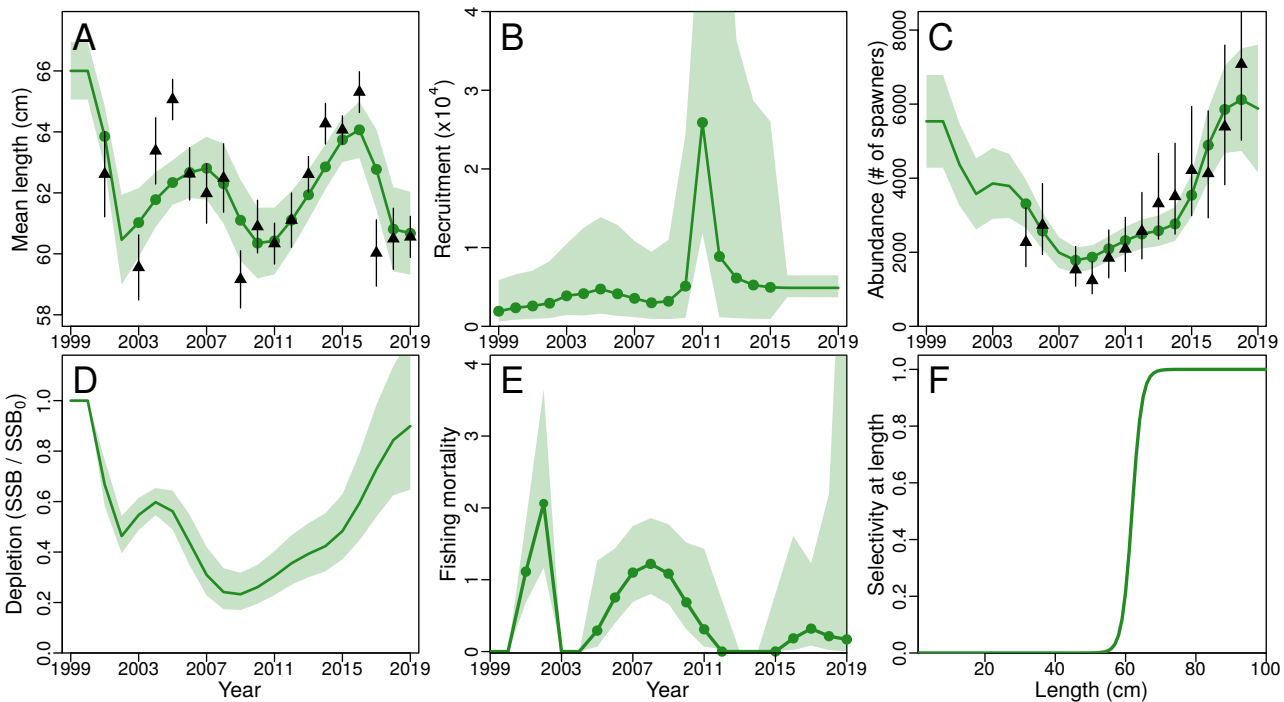 A
Mean length (cm)
58 60 62 64 66
1999 2003 2007 2011 2015 2019
B
Recruitment (x 10^4)
0 1 2 3 4
1999 2003 2007 2011 2015 2019
C
Abundance (# of spawners)
0 2000 4000 6000 8000
1999 2003 2007 2011 2015 2019
D
Depletion (SSB / SSB₀)
0.0 0.2 0.4 0.6 0.8 1.0
1999 2003 2007 2011 2015 2019
Year
E
Fishing mortality
0 1 2 3 4
1999 2003 2007 2011 2015 2019
Year
F
Selectivity at length
0.0 0.2 0.4 0.6 0.8 1.0
20 40 60 80 100
Length (cm)